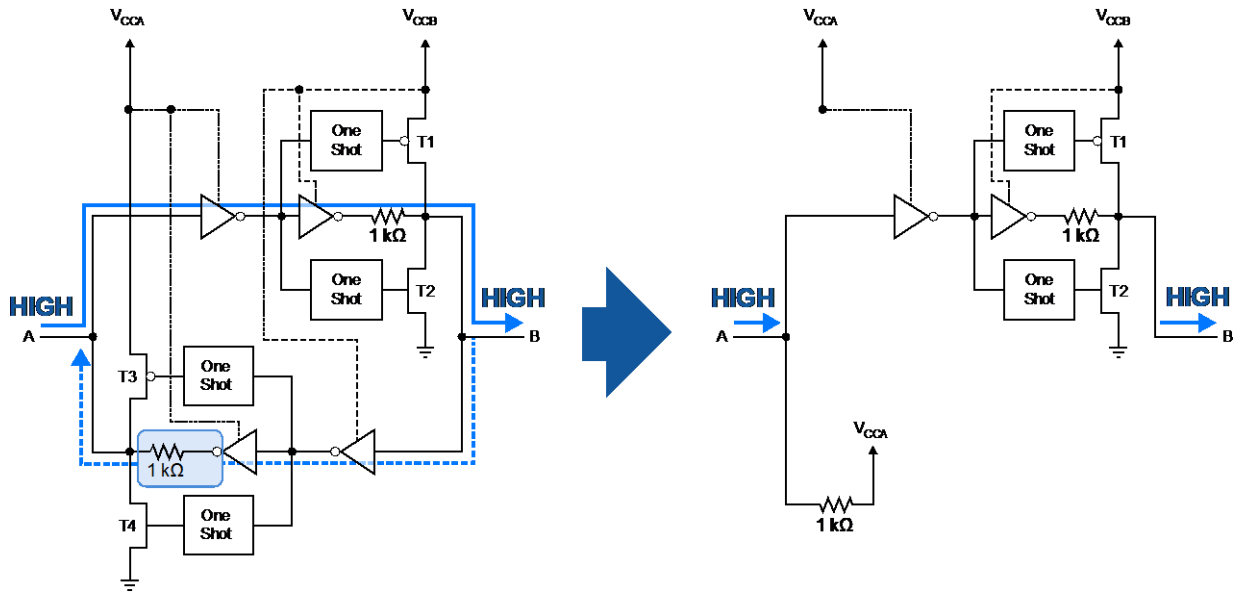 VCCA
VCCB
One
Shot
T1
1 kΩ
One
Shot
T2
HIGH
HIGH
A
B
T3
One
Shot
1 kΩ
T4
One
Shot
VCCA
VCCB
One
Shot
T1
1 kΩ
One
Shot
T2
HIGH
HIGH
A
B
VCCA
1 kΩ